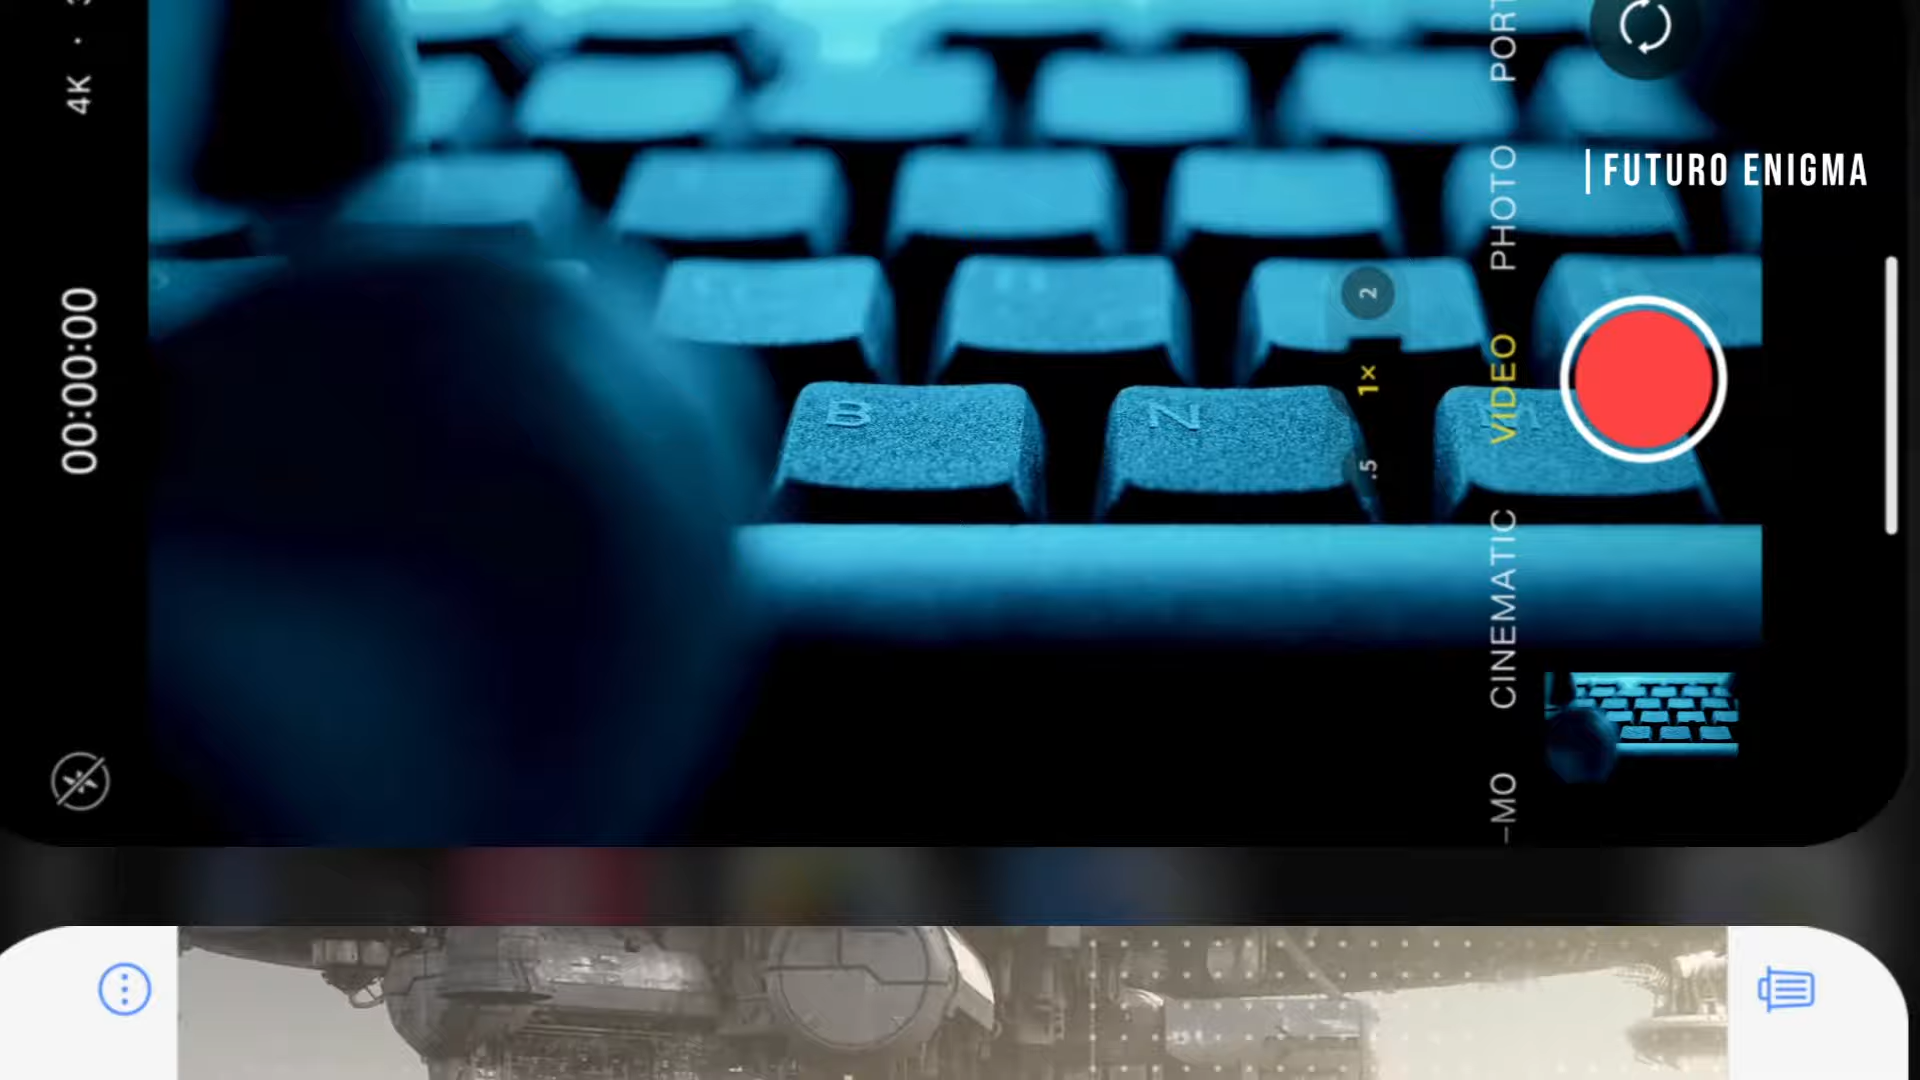 4K ·
00:00:00
PORT
PHOTO
VIDEO
CINEMATIC
-MO
2
1×
.5
| FUTURO ENIGMA
B N M